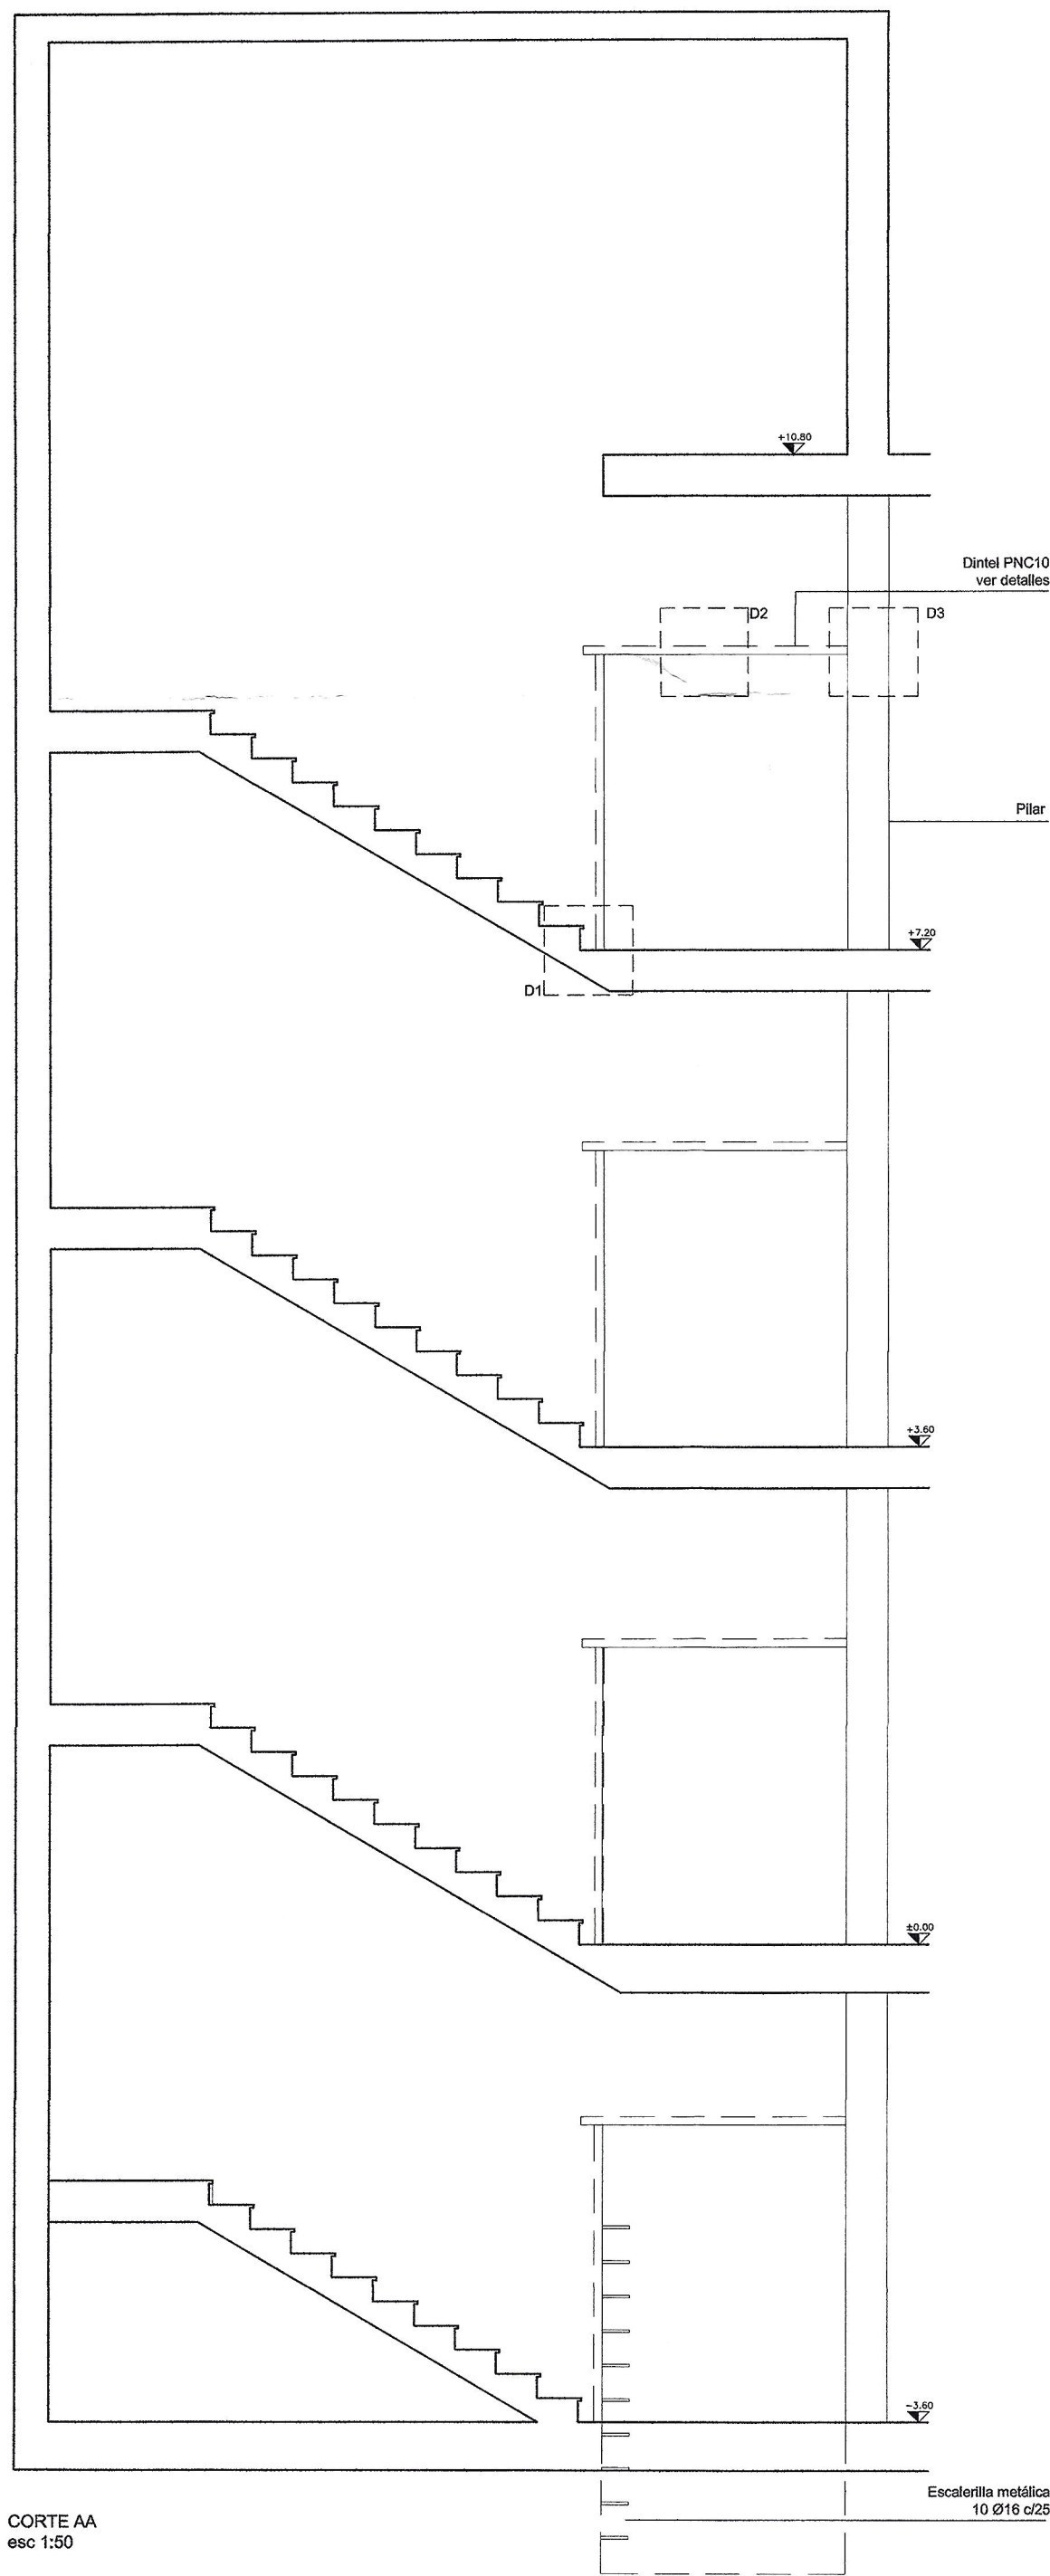 +10.80
Dintel PNC10
ver detalles
D2
D3
Pilar
+7.20
D1
+3.60
±0.00
-3.60
Escalerilla metálica
10 Ø16 c/25
CORTE AA
esc 1:50